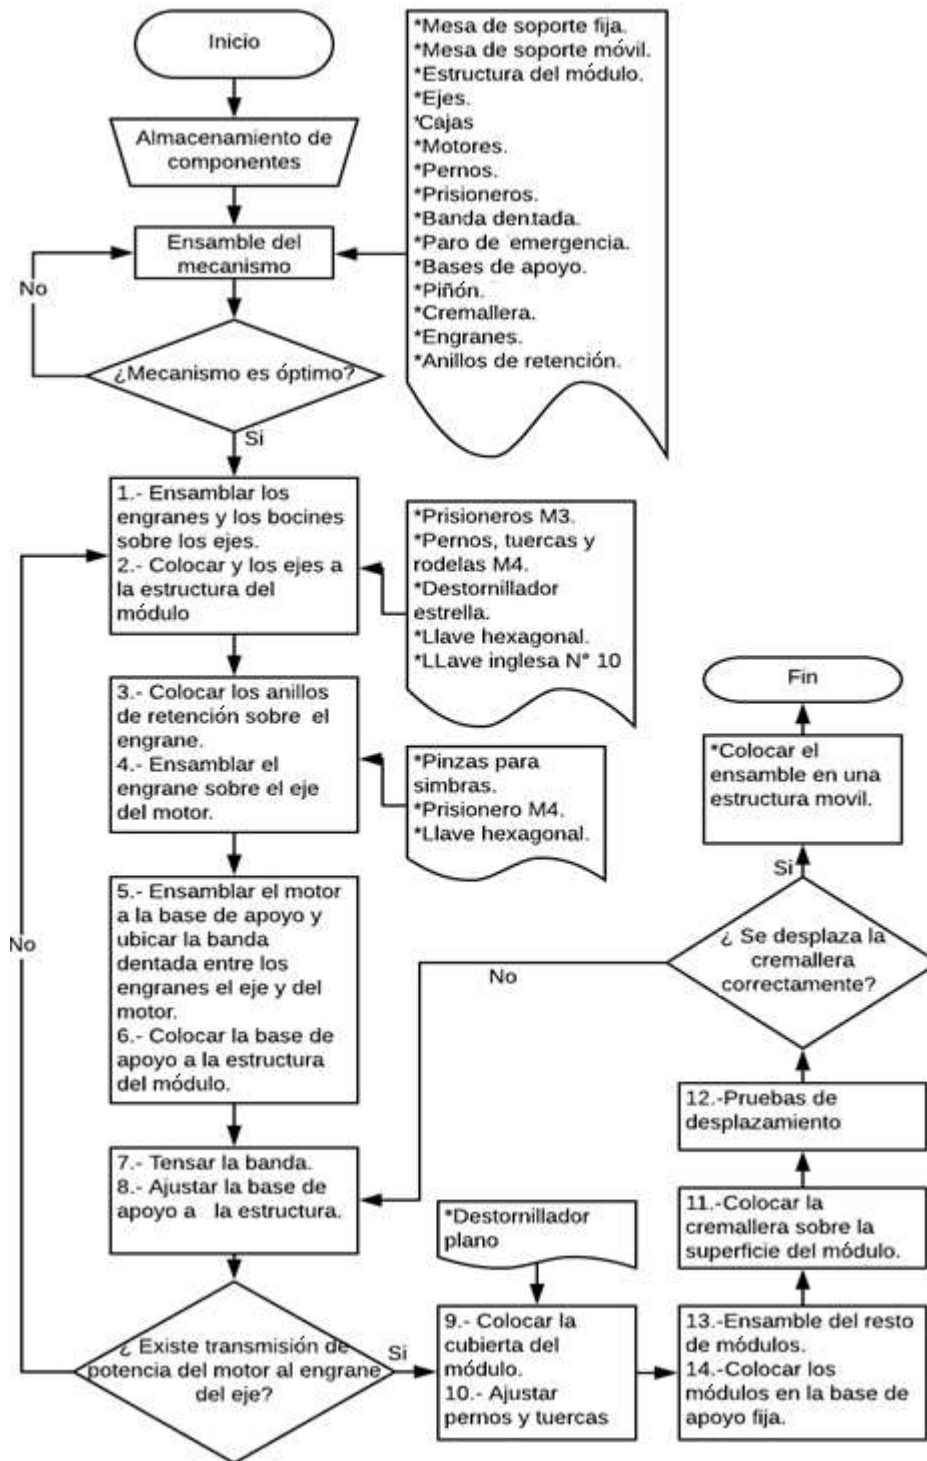 Inicio
Almacenamiento de
componentes
Ensamble del
mecanismo
No
¿Mecanismo es óptimo?
Si
*Mesa de soporte fija.
*Mesa de soporte móvil.
*Estructura del módulo.
*Ejes.
*Cajas
*Motores.
*Pernos.
*Prisioneros.
*Banda dentada.
*Paro de emergencia.
*Bases de apoyo.
*Piñón.
*Cremallera.
*Engranes.
*Anillos de retención.
1.- Ensamblar los
engranes y los bocines
sobre los ejes.
2.- Colocar y los ejes a
la estructura del
módulo
*Prisioneros M3.
*Pernos, tuercas y
rodelas M4.
*Destornillador
estrella.
*Llave hexagonal.
*LLave inglesa N° 10
3.- Colocar los anillos
de retención sobre el
engrane.
4.- Ensamblar el
engrane sobre el eje
del motor.
*Pinzas para
simbras.
*Prisionero M4.
*Llave hexagonal.
5.- Ensamblar el motor
a la base de apoyo y
ubicar la banda
dentada entre los
engranes el eje y del
motor.
6.- Colocar la base de
apoyo a la estructura
del módulo.
No
7.- Tensar la banda.
8.- Ajustar la base de
apoyo a la estructura.
¿ Existe transmisión de
potencia del motor al engrane
del eje?
Si
*Destornillador
plano
9.- Colocar la
cubierta del
módulo.
10.- Ajustar
pernos y tuercas
13.-Ensamble del resto
de módulos.
14.-Colocar los
módulos en la base de
apoyo fija.
11.-Colocar la
cremallera sobre la
superficie del módulo.
12.-Pruebas de
desplazamiento
¿ Se desplaza la
cremallera
correctamente?
No
Si
*Colocar el
ensamble en una
estructura movil.
Fin